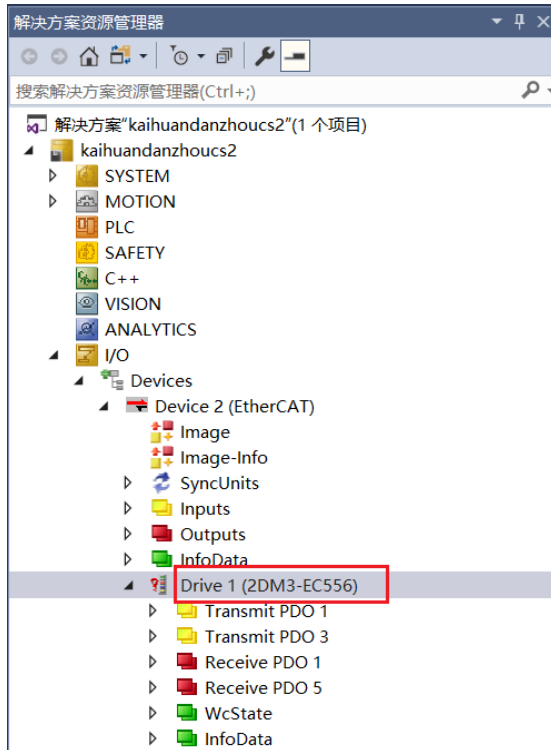 解决方案资源管理器
搜索解决方案资源管理器(Ctrl+;)
解决方案"kaihuandanzhoucs2"(1 个项目)
kaihuandanzhoucs2
SYSTEM
MOTION
PLC
SAFETY
C++
VISION
ANALYTICS
I/O
Devices
Device 2 (EtherCAT)
Image
Image-Info
SyncUnits
Inputs
Outputs
InfoData
Drive 1 (2DM3-EC556)
Transmit PDO 1
Transmit PDO 3
Receive PDO 1
Receive PDO 5
WcState
InfoData